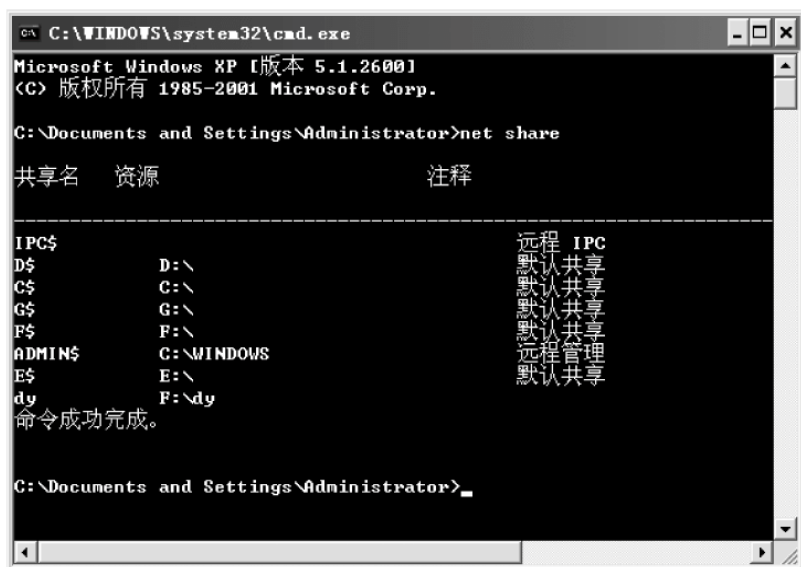 C:\WINDOWS\system32\cmd.exe
Microsoft Windows XP [版本 5.1.2600]
(C) 版权所有 1985-2001 Microsoft Corp.
C:\Documents and Settings\Administrator>net share
共享名 资源 注释
-------------------------------------------------------------------------------
IPC$ 远程 IPC
D$ D:\ 默认共享
C$ C:\ 默认共享
G$ G:\ 默认共享
F$ F:\ 默认共享
ADMIN$ C:\WINDOWS 远程管理
E$ E:\ 默认共享
dy F:\dy
命令成功完成。
C:\Documents and Settings\Administrator>_